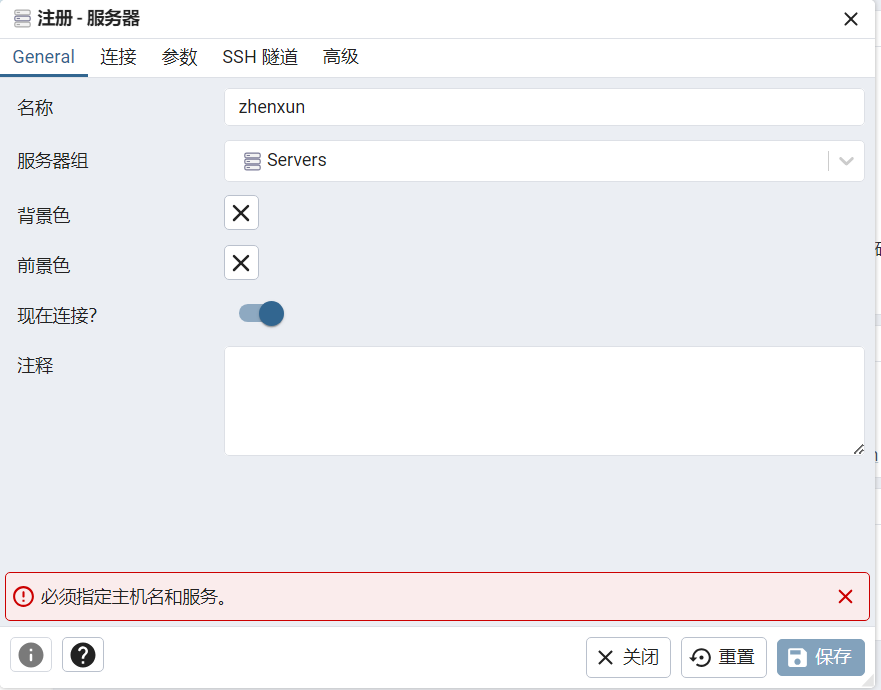 注册 - 服务器
General 连接 参数 SSH 隧道 高级
名称 zhenxun
服务器组 Servers
背景色
前景色
现在连接?
注释
必须指定主机名和服务。
关闭 重置 保存